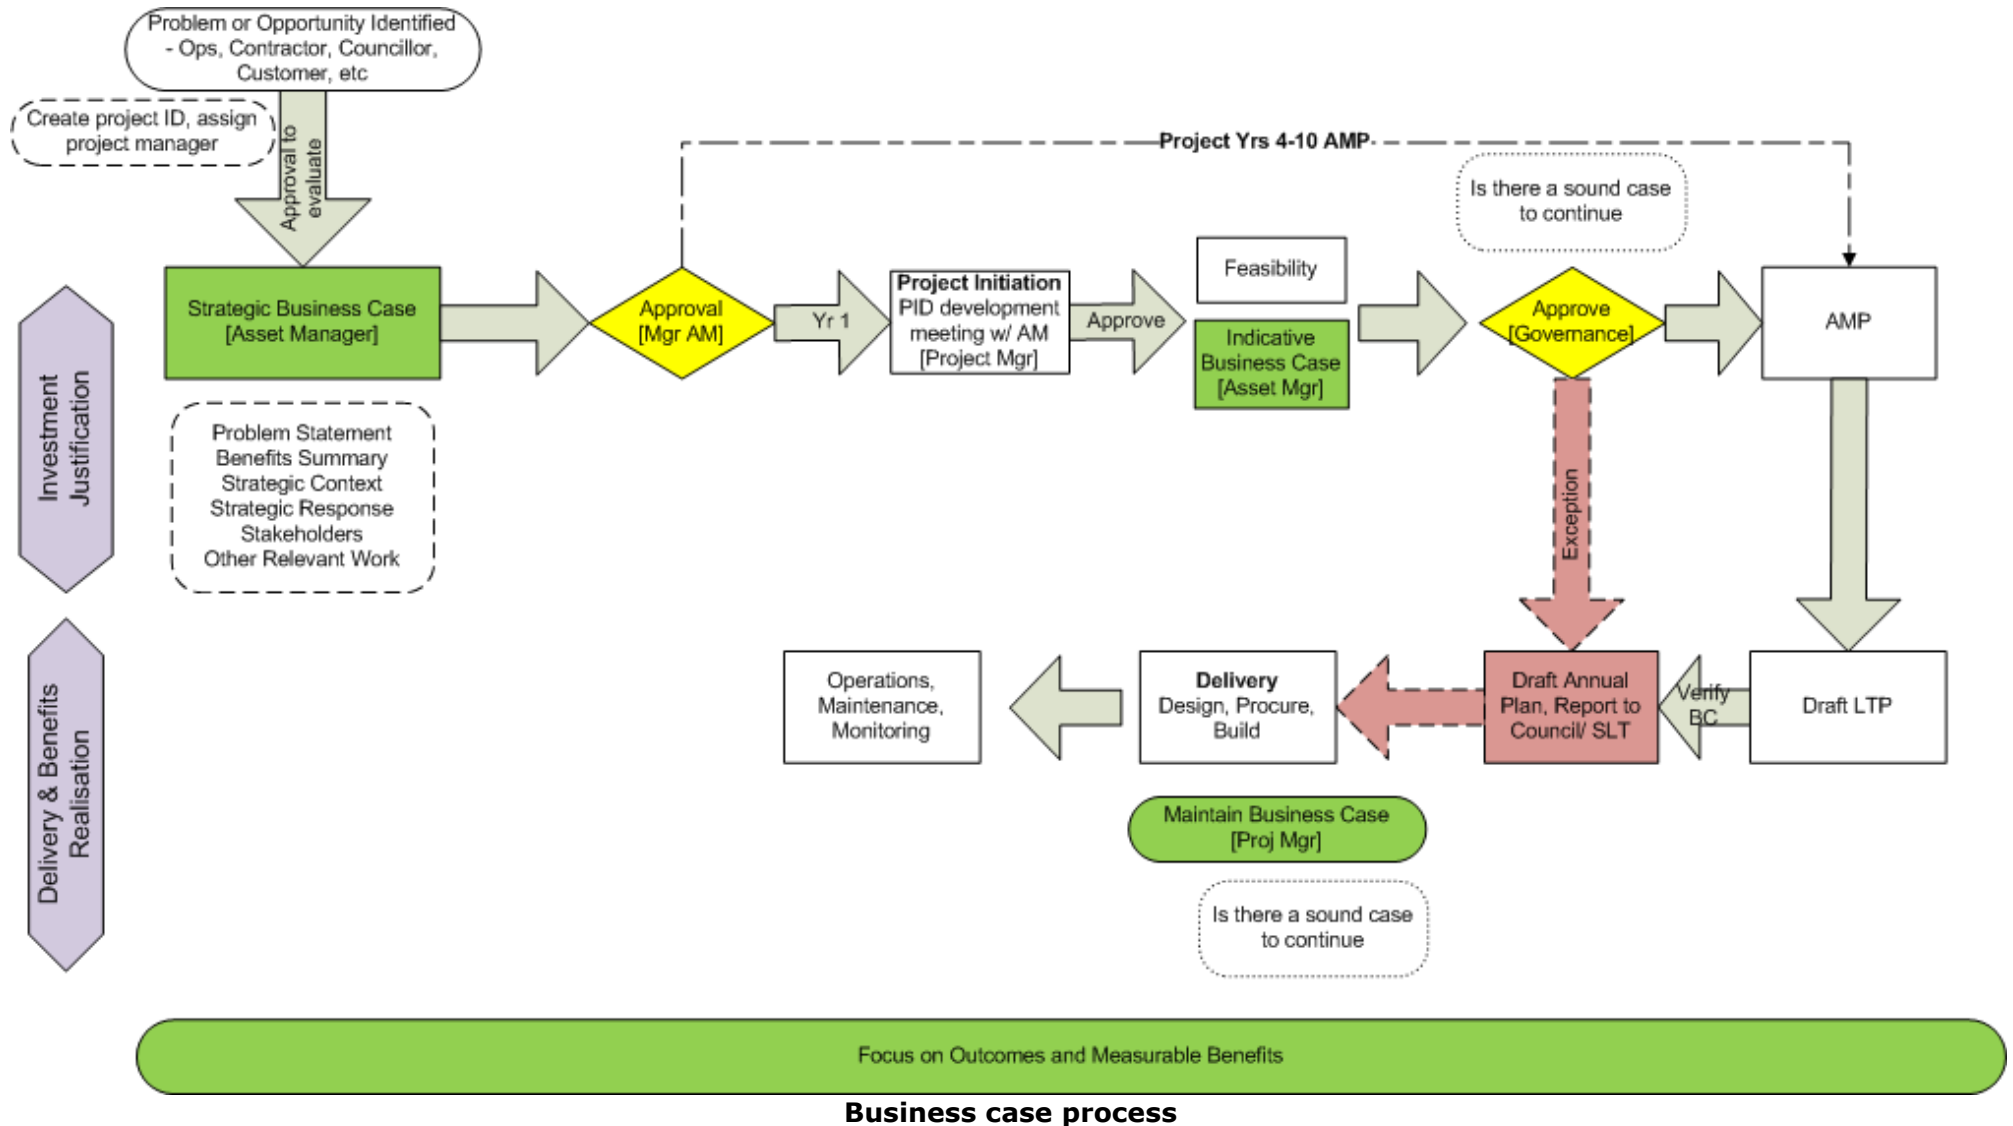 Problem or Opportunity Identified
- Ops, Contractor, Councillor,
Customer, etc
Create project ID, assign
project manager
Approval to
evaluate
Project Yrs 4-10 AMP
Is there a sound case
to continue
Strategic Business Case
[Asset Manager]
Approval
[Mgr AM]
Yr 1
Project Initiation
PID development
meeting w/ AM
[Project Mgr]
Approve
Feasibility
Indicative
Business Case
[Asset Mgr]
Approve
[Governance]
AMP
Investment
Justification
Problem Statement
Benefits Summary
Strategic Context
Strategic Response
Stakeholders
Other Relevant Work
Exception
Delivery & Benefits
Realisation
Operations,
Maintenance,
Monitoring
Delivery
Design, Procure,
Build
Draft Annual
Plan, Report to
Council/ SLT
Verify
BC
Draft LTP
Maintain Business Case
[Proj Mgr]
Is there a sound case
to continue
Focus on Outcomes and Measurable Benefits
Business case process